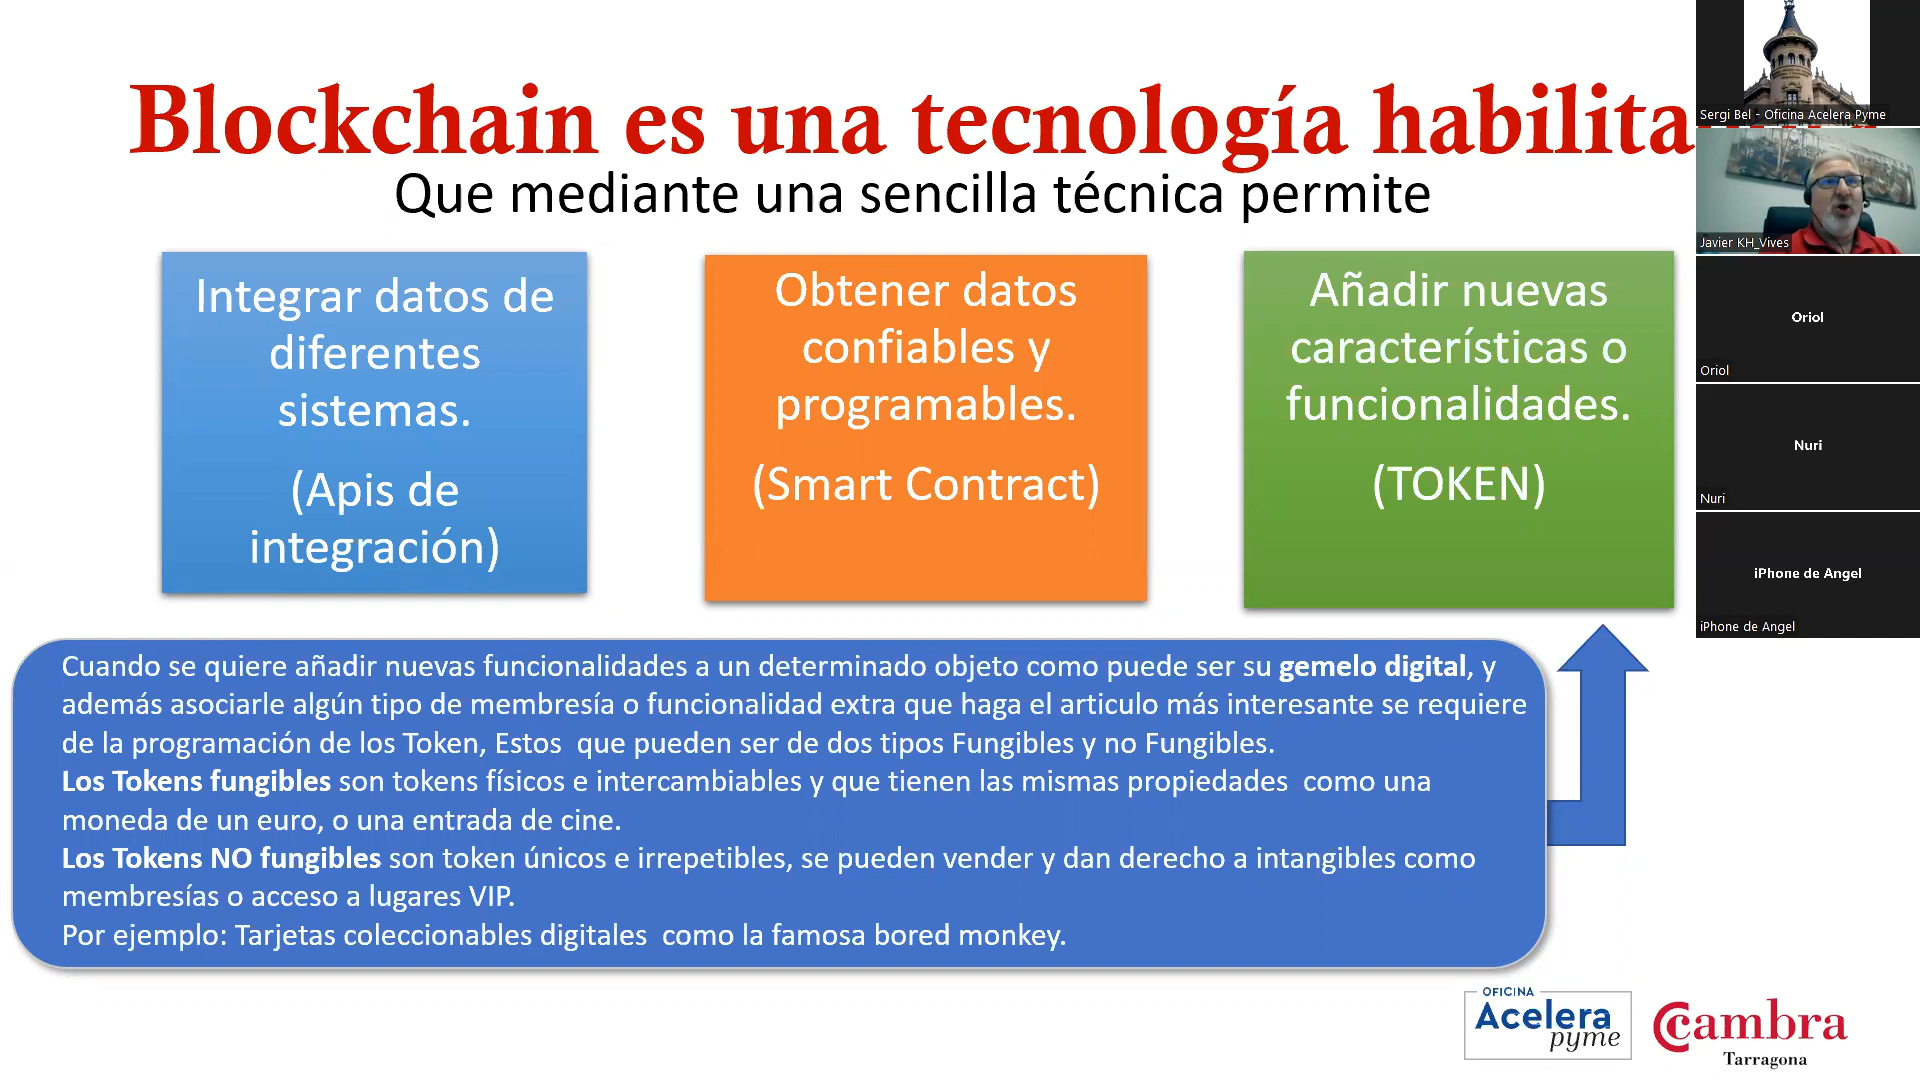 Blockchain es una tecnología habilita
Que mediante una sencilla técnica permite
Integrar datos de
diferentes
sistemas.
(Apis de
integración)
Obtener datos
confiables y
programables.
(Smart Contract)
Añadir nuevas
características o
funcionalidades.
(TOKEN)
Cuando se quiere añadir nuevas funcionalidades a un determinado objeto como puede ser su gemelo digital, y
además asociarle algún tipo de membresía o funcionalidad extra que haga el articulo más interesante se requiere
de la programación de los Token, Estos  que pueden ser de dos tipos Fungibles y no Fungibles.
Los Tokens fungibles son tokens físicos e intercambiables y que tienen las mismas propiedades  como una
moneda de un euro, o una entrada de cine.
Los Tokens NO fungibles son token únicos e irrepetibles, se pueden vender y dan derecho a intangibles como
membresías o acceso a lugares VIP.
Por ejemplo: Tarjetas coleccionables digitales  como la famosa bored monkey.
Sergi Bel - Oficina Acelera Pyme
Javier KH_Vives
Oriol
Oriol
Nuri
Nuri
iPhone de Angel
iPhone de Angel
OFICINA
Acelera
pyme
Cambra
Tarragona